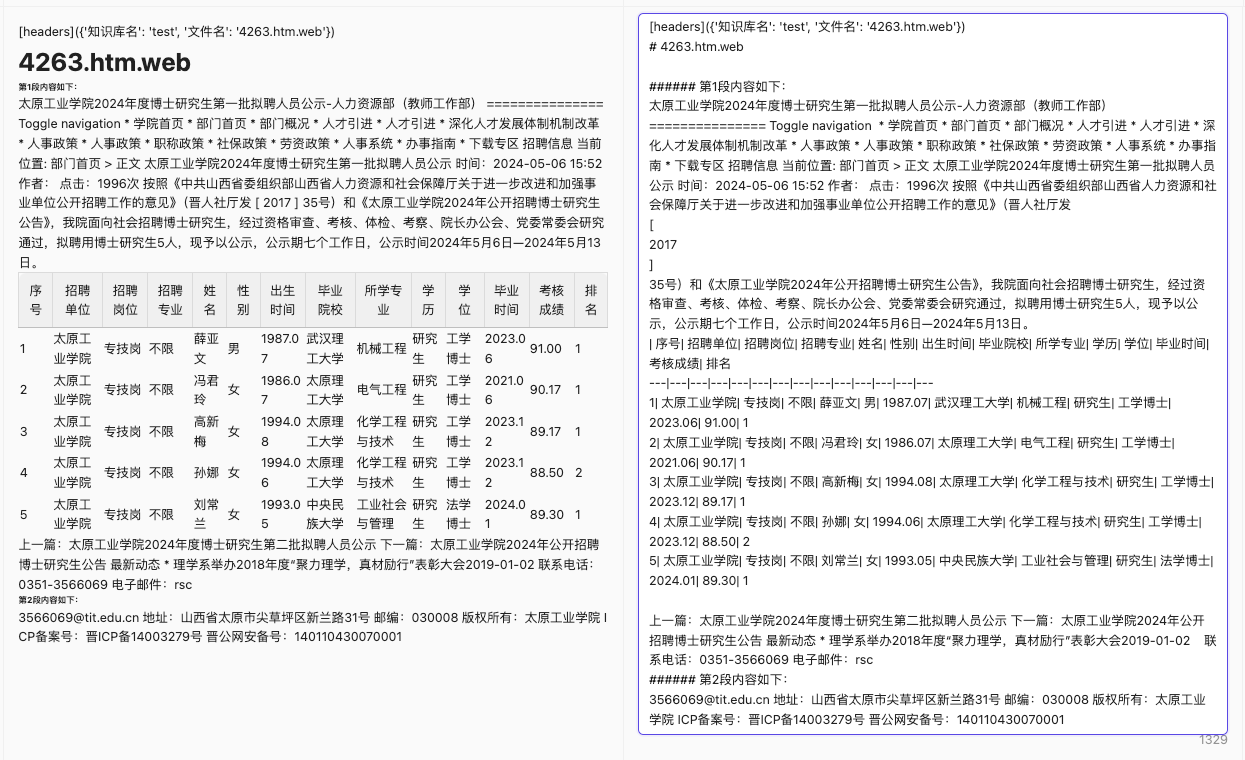 [headers]({'知识库名': 'test', '文件名': '4263.htm.web'})
4263.htm.web
第1段内容如下：
太原工业学院2024年度博士研究生第一批拟聘人员公示-人力资源部（教师工作部） ===============
Toggle navigation * 学院首页 * 部门首页 * 部门概况 * 人才引进 * 人才引进 * 深化人才发展体制机制改革
* 人事政策 * 人事政策 * 职称政策 * 社保政策 * 劳资政策 * 人事系统 * 办事指南 * 下载专区 招聘信息 当前
位置: 部门首页 > 正文 太原工业学院2024年度博士研究生第一批拟聘人员公示 时间：2024-05-06 15:52
作者： 点击：1996次 按照《中共山西省委组织部山西省人力资源和社会保障厅关于进一步改进和加强事
业单位公开招聘工作的意见》（晋人社厅发 [ 2017 ] 35号）和《太原工业学院2024年公开招聘博士研究生
公告》，我院面向社会招聘博士研究生，经过资格审查、考核、体检、考察、院长办公会、党委常委会研究
通过，拟聘用博士研究生5人，现予以公示，公示期七个工作日，公示时间2024年5月6日—2024年5月13
日。
序号 招聘单位 招聘岗位 招聘专业 姓名 性别 出生时间 毕业院校 所学专业 学历 学位 毕业时间 考核成绩 排名
1 太原工业学院 专技岗 不限 薛亚文 男 1987.07 武汉理工大学 机械工程 研究生 工学博士 2023.06 91.00 1
2 太原工业学院 专技岗 不限 冯君玲 女 1986.07 太原理工大学 电气工程 研究生 工学博士 2021.06 90.17 1
3 太原工业学院 专技岗 不限 高新梅 女 1994.08 太原理工大学 化学工程与技术 研究生 工学博士 2023.12 89.17 1
4 太原工业学院 专技岗 不限 孙娜 女 1994.06 太原理工大学 化学工程与技术 研究生 工学博士 2023.12 88.50 2
5 太原工业学院 专技岗 不限 刘常兰 女 1993.05 中央民族大学 工业社会与管理 研究生 法学博士 2024.01 89.30 1
上一篇：太原工业学院2024年度博士研究生第二批拟聘人员公示 下一篇：太原工业学院2024年公开招聘
博士研究生公告 最新动态 * 理学系举办2018年度“聚力理学，真材励行”表彰大会2019-01-02 联系电话：
0351-3566069 电子邮件：rsc
第2段内容如下：
3566069@tit.edu.cn 地址：山西省太原市尖草坪区新兰路31号 邮编：030008 版权所有：太原工业学院 I
CP备案号：晋ICP备14003279号 晋公网安备号：140110430070001
[headers]({'知识库名': 'test', '文件名': '4263.htm.web'})
# 4263.htm.web
###### 第1段内容如下：
太原工业学院2024年度博士研究生第一批拟聘人员公示-人力资源部（教师工作部）
=============== Toggle navigation * 学院首页 * 部门首页 * 部门概况 * 人才引进 * 人才引进 * 深
化人才发展体制机制改革 * 人事政策 * 人事政策 * 职称政策 * 社保政策 * 劳资政策 * 人事系统 * 办事指
南 * 下载专区 招聘信息 当前位置: 部门首页 > 正文 太原工业学院2024年度博士研究生第一批拟聘人员
公示 时间：2024-05-06 15:52 作者： 点击：1996次 按照《中共山西省委组织部山西省人力资源和社
会保障厅关于进一步改进和加强事业单位公开招聘工作的意见》（晋人社厅发
[
2017
]
35号）和《太原工业学院2024年公开招聘博士研究生公告》，我院面向社会招聘博士研究生，经过资
格审查、考核、体检、考察、院长办公会、党委常委会研究通过，拟聘用博士研究生5人，现予以公
示，公示期七个工作日，公示时间2024年5月6日—2024年5月13日。
| 序号| 招聘单位| 招聘岗位| 招聘专业| 姓名| 性别| 出生时间| 毕业院校| 所学专业| 学历| 学位| 毕业时间|
考核成绩| 排名
---|---|---|---|---|---|---|---|---|---|---|---|---|---
1| 太原工业学院| 专技岗| 不限| 薛亚文| 男| 1987.07| 武汉理工大学| 机械工程| 研究生| 工学博士|
2023.06| 91.00| 1
2| 太原工业学院| 专技岗| 不限| 冯君玲| 女| 1986.07| 太原理工大学| 电气工程| 研究生| 工学博士|
2021.06| 90.17| 1
3| 太原工业学院| 专技岗| 不限| 高新梅| 女| 1994.08| 太原理工大学| 化学工程与技术| 研究生| 工学博士|
2023.12| 89.17| 1
4| 太原工业学院| 专技岗| 不限| 孙娜| 女| 1994.06| 太原理工大学| 化学工程与技术| 研究生| 工学博士|
2023.12| 88.50| 2
5| 太原工业学院| 专技岗| 不限| 刘常兰| 女| 1993.05| 中央民族大学| 工业社会与管理| 研究生| 法学博士|
2024.01| 89.30| 1
上一篇：太原工业学院2024年度博士研究生第二批拟聘人员公示 下一篇：太原工业学院2024年公开
招聘博士研究生公告 最新动态 * 理学系举办2018年度“聚力理学，真材励行”表彰大会2019-01-02 联
系电话：0351-3566069 电子邮件：rsc
###### 第2段内容如下：
3566069@tit.edu.cn 地址：山西省太原市尖草坪区新兰路31号 邮编：030008 版权所有：太原工业
学院 ICP备案号：晋ICP备14003279号 晋公网安备号：140110430070001
1329